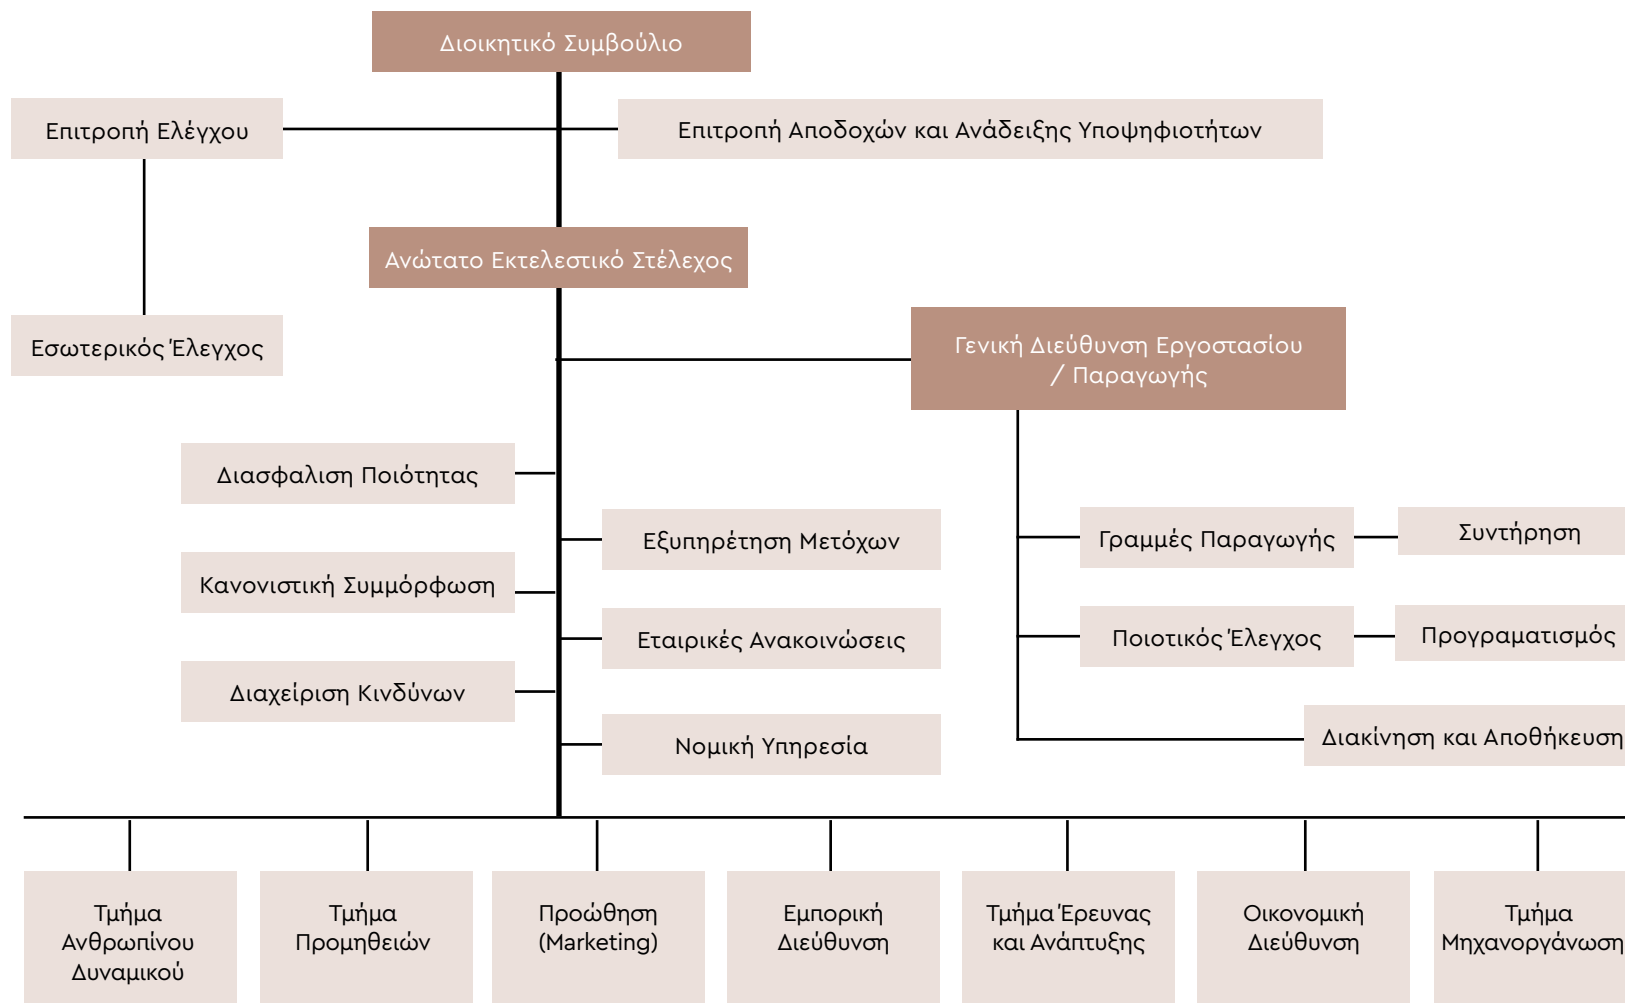 Διοικητικό Συμβούλιο
Επιτροπή Ελέγχου
Επιτροπή Αποδοχών και Ανάδειξης Υποψηφιοτήτων
Ανώτατο Εκτελεστικό Στέλεχος
Εσωτερικός Έλεγχος
Γενική Διεύθυνση Εργοστασίου
/ Παραγωγής
Διασφαλιση Ποιότητας
Εξυπηρέτηση Μετόχων
Γραμμές Παραγωγής
Συντήρηση
Κανονιστική Συμμόρφωση
Εταιρικές Ανακοινώσεις
Ποιοτικός Έλεγχος
Προγραματισμός
Διαχείριση Κινδύνων
Νομική Υπηρεσία
Διακίνηση και Αποθήκευση
Τμήμα
Ανθρωπίνου
Δυναμικού
Τμήμα
Προμηθειών
Προώθηση
(Marketing)
Εμπορική
Διεύθυνση
Τμήμα Έρευνας
και Ανάπτυξης
Οικονομική
Διεύθυνση
Τμήμα
Μηχανοργάνωση